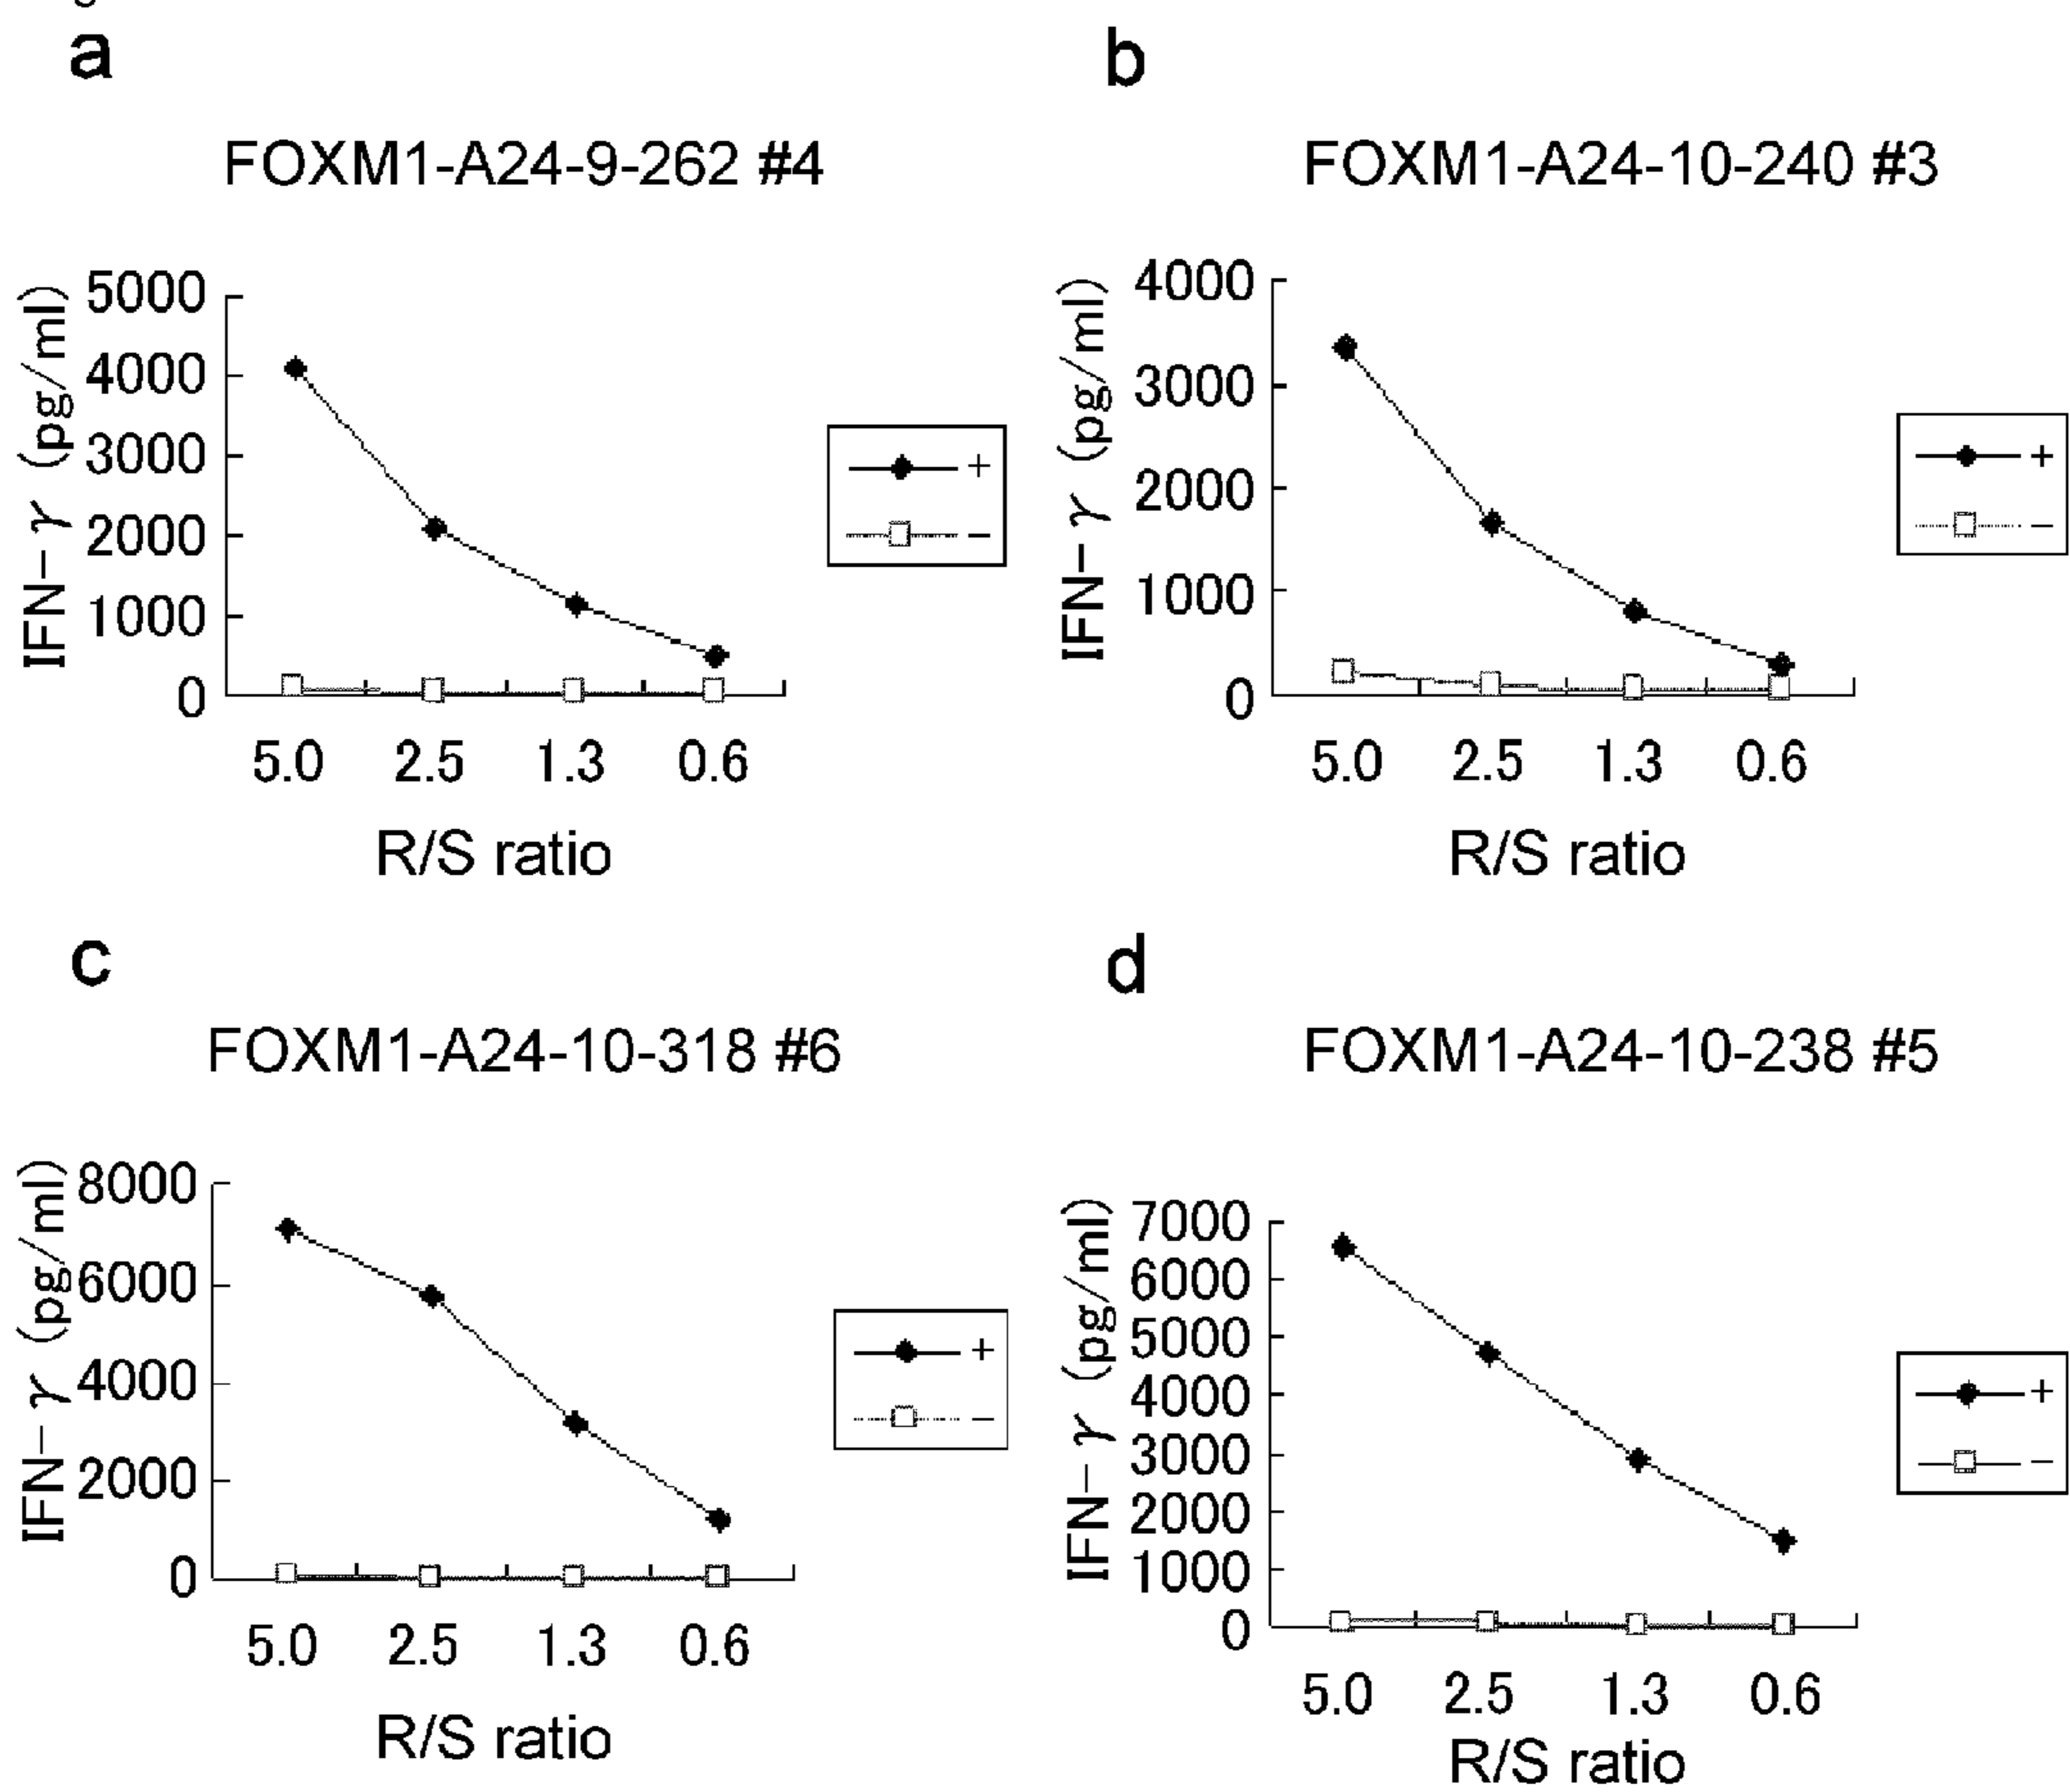 a
FOXM1-A24-9-262 #4
IFN-γ (pg/ml)
5000
4000
3000
2000
1000
0
5.0 2.5 1.3 0.6
R/S ratio
+
−
b
FOXM1-A24-10-240 #3
IFN-γ (pg/ml)
4000
3000
2000
1000
0
5.0 2.5 1.3 0.6
R/S ratio
+
−
c
FOXM1-A24-10-318 #6
IFN-γ (pg/ml)
8000
6000
4000
2000
0
5.0 2.5 1.3 0.6
R/S ratio
+
−
d
FOXM1-A24-10-238 #5
IFN-γ (pg/ml)
7000
6000
5000
4000
3000
2000
1000
0
5.0 2.5 1.3 0.6
R/S ratio
+
−